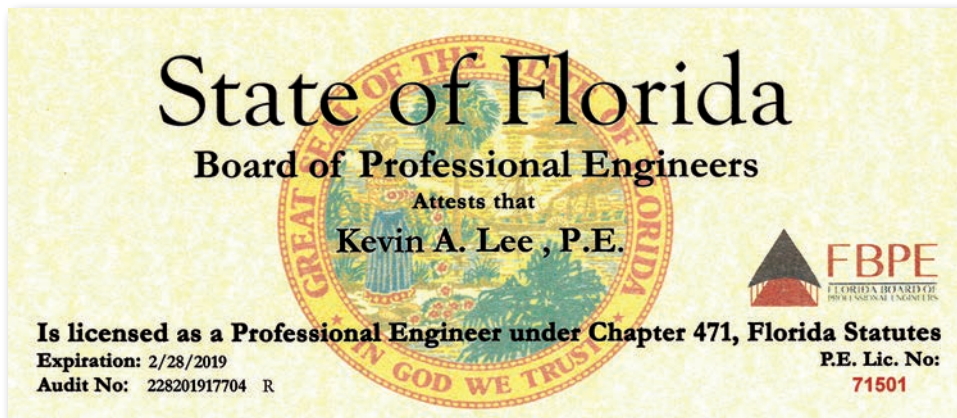 GREAT SEAL OF THE STATE OF FLORIDA
IN GOD WE TRUST
State of Florida
Board of Professional Engineers
Attests that
Kevin A. Lee , P.E.
FBPE
FLORIDA BOARD OF
PROFESSIONAL ENGINEERS
Is licensed as a Professional Engineer under Chapter 471, Florida Statutes
Expiration: 2/28/2019
P.E. Lic. No:
Audit No: 228201917704 R
71501